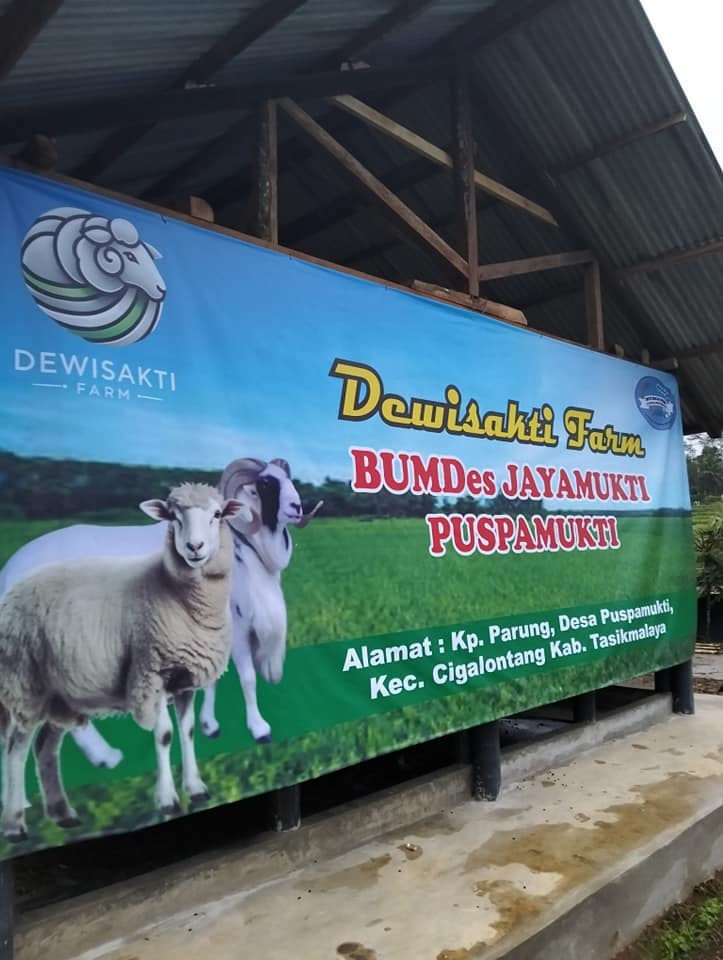 DEWISAKTI
FARM
Dewisakti Farm
BUMDes JAYAMUKTI
PUSPAMUKTI
Alamat : Kp. Parung, Desa Puspamukti,
Kec. Cigalontang Kab. Tasikmalaya